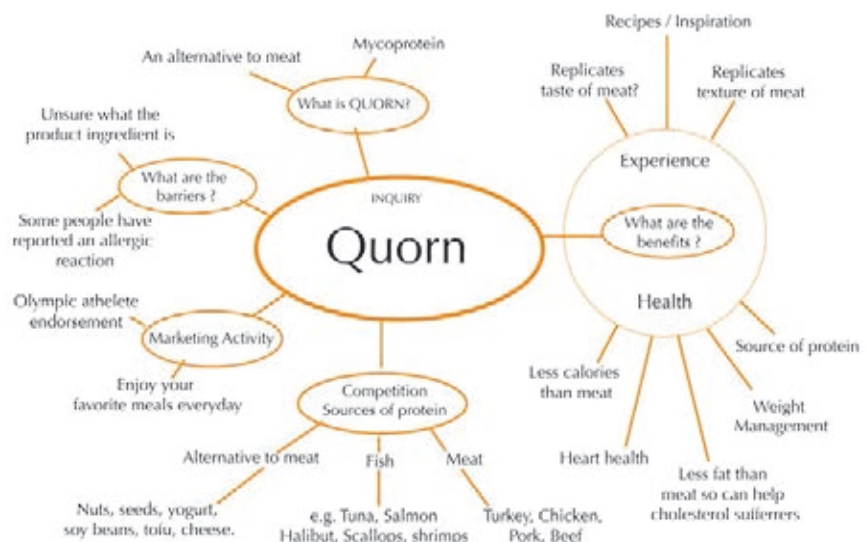 Recipes / Inspiration
Mycoprotein
An alternative to meat
What is QUORN?
Replicates
taste of meat?
Replicates
texture of meat
Unsure what the
product ingredient is
What are the
barriers ?
Some people have
reported an allergic
reaction
INQUIRY
Quorn
Experience
What are the
benefits ?
Health
Olympic athelete
endorsement
Marketing Activity
Enjoy your
favorite meals everyday
Competition
Sources of protein
Alternative to meat
Fish
Meat
Nuts, seeds, yogurt,
soy beans, tofu, cheese.
e.g. Tuna, Salmon
Halibut, Scallops, shrimps
Turkey, Chicken,
Pork, Beef
Less calories
than meat
Heart health
Less fat than
meat so can help
cholesterol sufferrers
Weight
Management
Source of protein